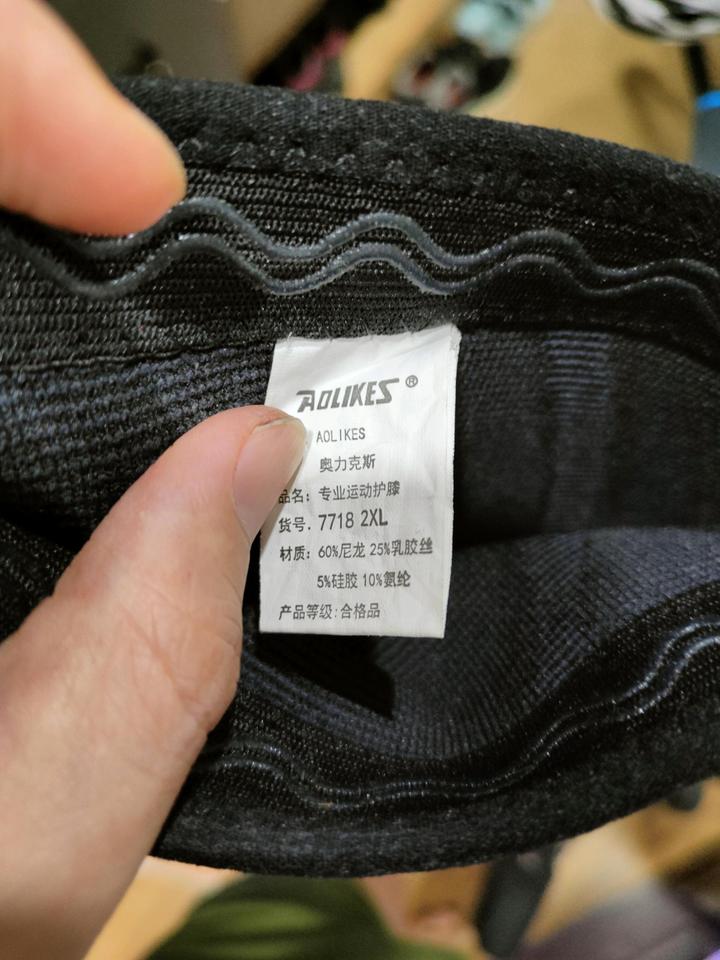 AOLIKES®
AOLIKES
奥力克斯
品名: 专业运动护膝
货号. 7718 2XL
材质: 60%尼龙 25%乳胶丝
5%硅胶 10%氨纶
产品等级: 合格品